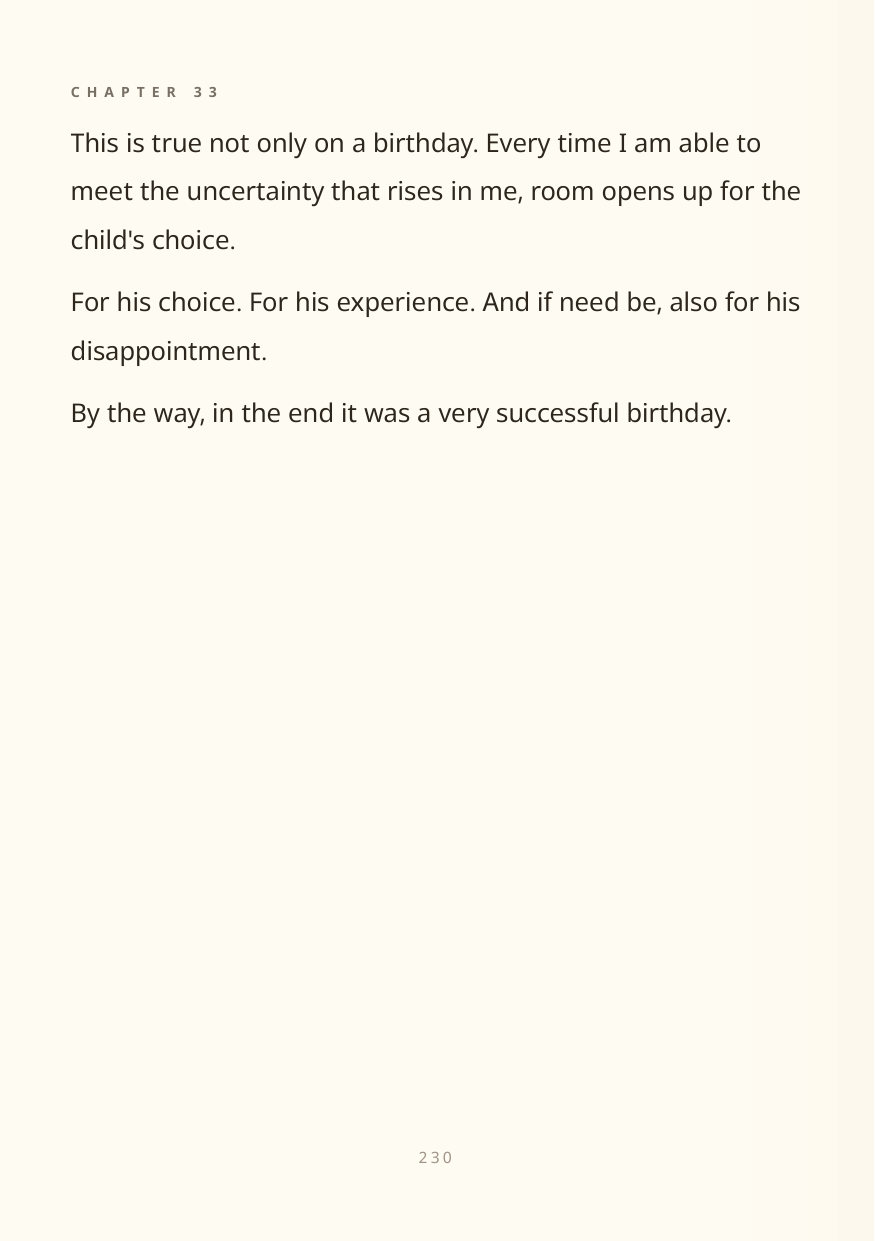 CHAPTER 33
This is true not only on a birthday. Every time I am able to
meet the uncertainty that rises in me, room opens up for the
child's choice.
For his choice. For his experience. And if need be, also for his
disappointment.
By the way, in the end it was a very successful birthday.
230